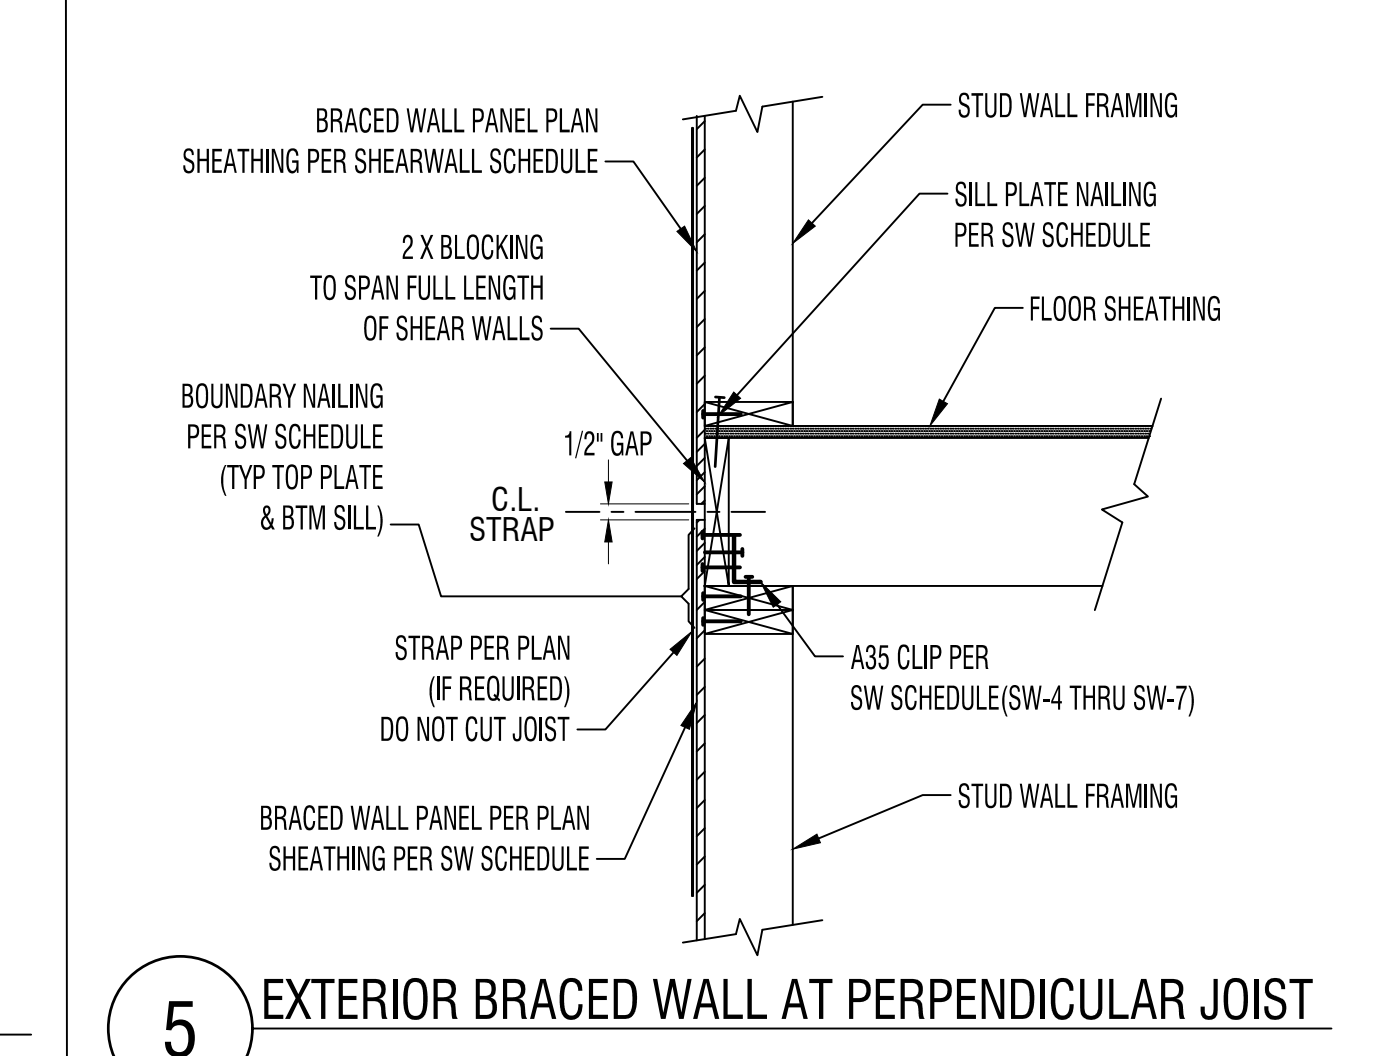 BRACED WALL PANEL PLAN
SHEATHING PER SHEARWALL SCHEDULE
2 X BLOCKING
TO SPAN FULL LENGTH
OF SHEAR WALLS
BOUNDARY NAILING
PER SW SCHEDULE
(TYP TOP PLATE
& BTM SILL)
1/2" GAP
C.L.
STRAP
STRAP PER PLAN
(IF REQUIRED)
DO NOT CUT JOIST
BRACED WALL PANEL PER PLAN
SHEATHING PER SW SCHEDULE
STUD WALL FRAMING
SILL PLATE NAILING
PER SW SCHEDULE
FLOOR SHEATHING
A35 CLIP PER
SW SCHEDULE(SW-4 THRU SW-7)
STUD WALL FRAMING
5 EXTERIOR BRACED WALL AT PERPENDICULAR JOIST